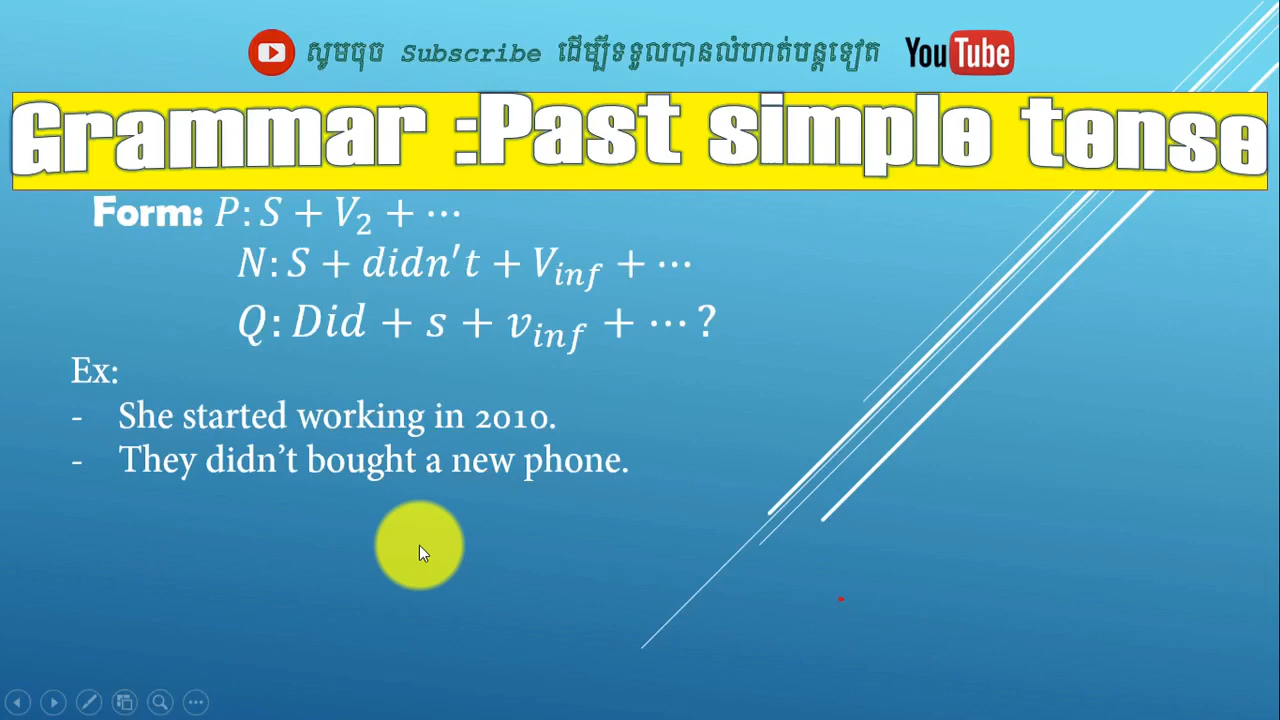 សូមចុច Subscribe ដើម្បីទទួលបានលំហាត់បន្តទៀត YouTube
Grammar :Past simple tense
Form: P: S + V₂ + ⋯
N: S + didn′t + V_inf + ⋯
Q: Did + s + v_inf + ⋯ ?
Ex:
- She started working in 2010.
- They didn’t bought a new phone.